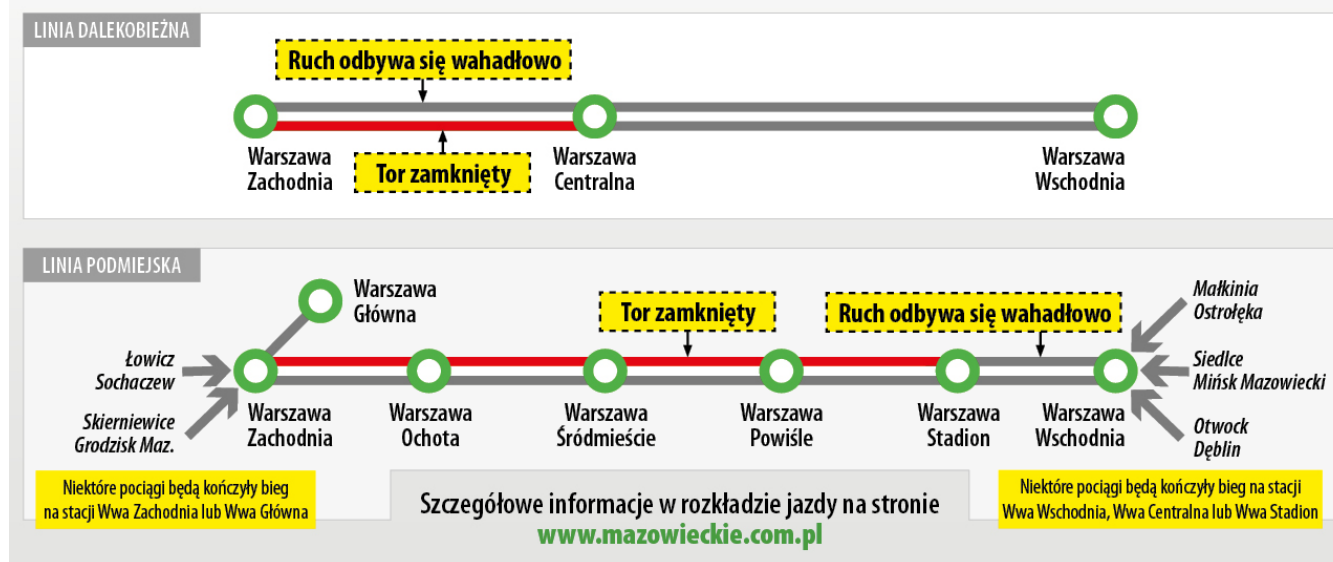 LINIA DALEKOBIEŻNA
Ruch odbywa się wahadłowo
Warszawa
Zachodnia
Tor zamknięty
Warszawa
Centralna
Warszawa
Wschodnia
LINIA PODMIEJSKA
Warszawa
Główna
Tor zamknięty
Ruch odbywa się wahadłowo
Małkinia
Ostrołęka
Łowicz
Sochaczew
Siedlce
Mińsk Mazowiecki
Skierniewice
Grodzisk Maz.
Warszawa
Zachodnia
Warszawa
Ochota
Warszawa
Śródmieście
Warszawa
Powiśle
Warszawa
Stadion
Warszawa
Wschodnia
Otwock
Dęblin
Niektóre pociągi będą kończyły bieg
na stacji Wwa Zachodnia lub Wwa Główna
Szczegółowe informacje w rozkładzie jazdy na stronie
www.mazowieckie.com.pl
Niektóre pociągi będą kończyły bieg na stacji
Wwa Wschodnia, Wwa Centralna lub Wwa Stadion